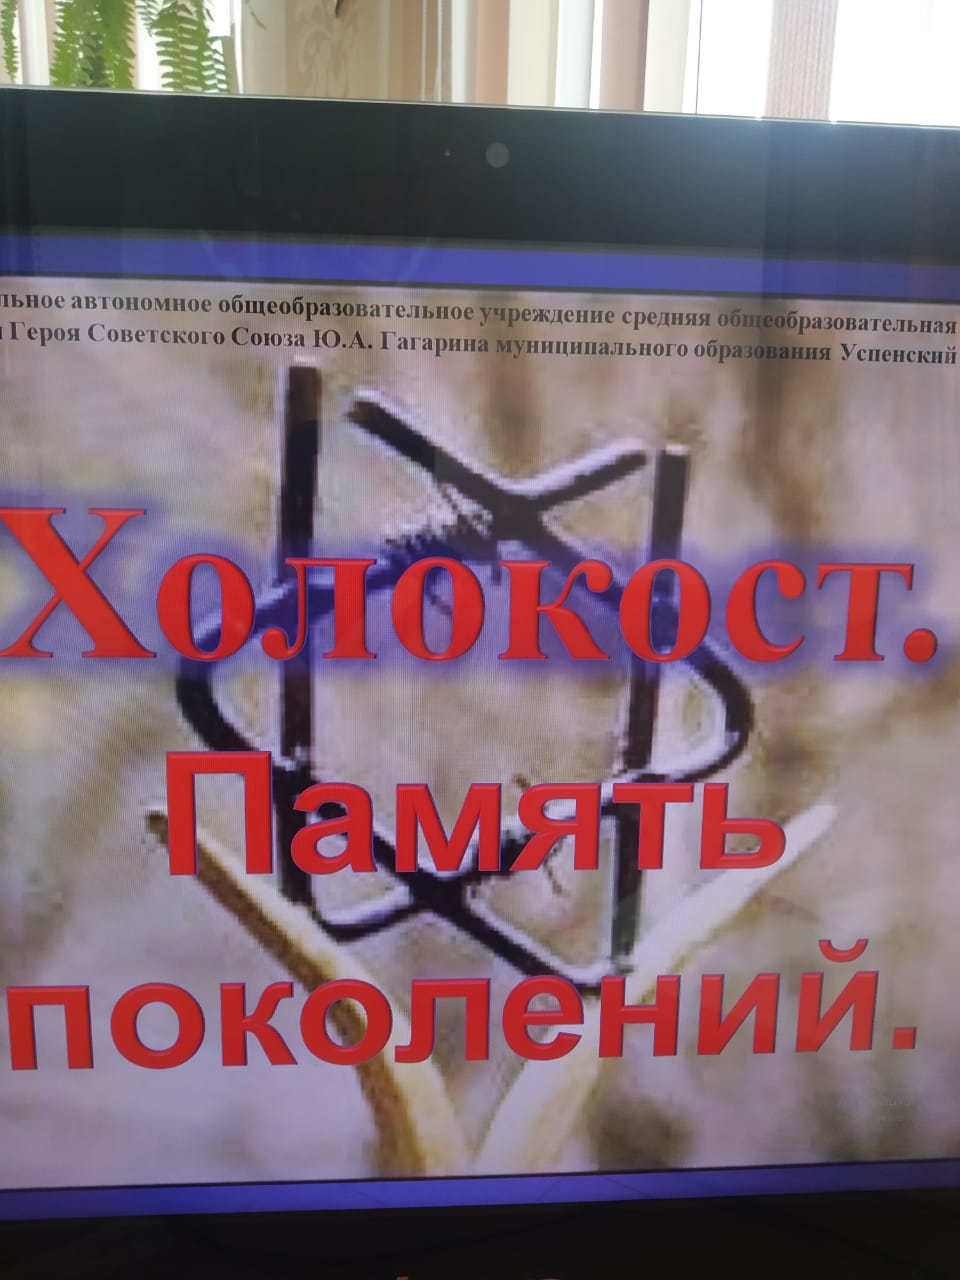 льное автономное общеобразовательное учреждение средняя общеобразовательная
Героя Советского Союза Ю.А. Гагарина муниципального образования Успенский
Холокост.
Память
поколений.